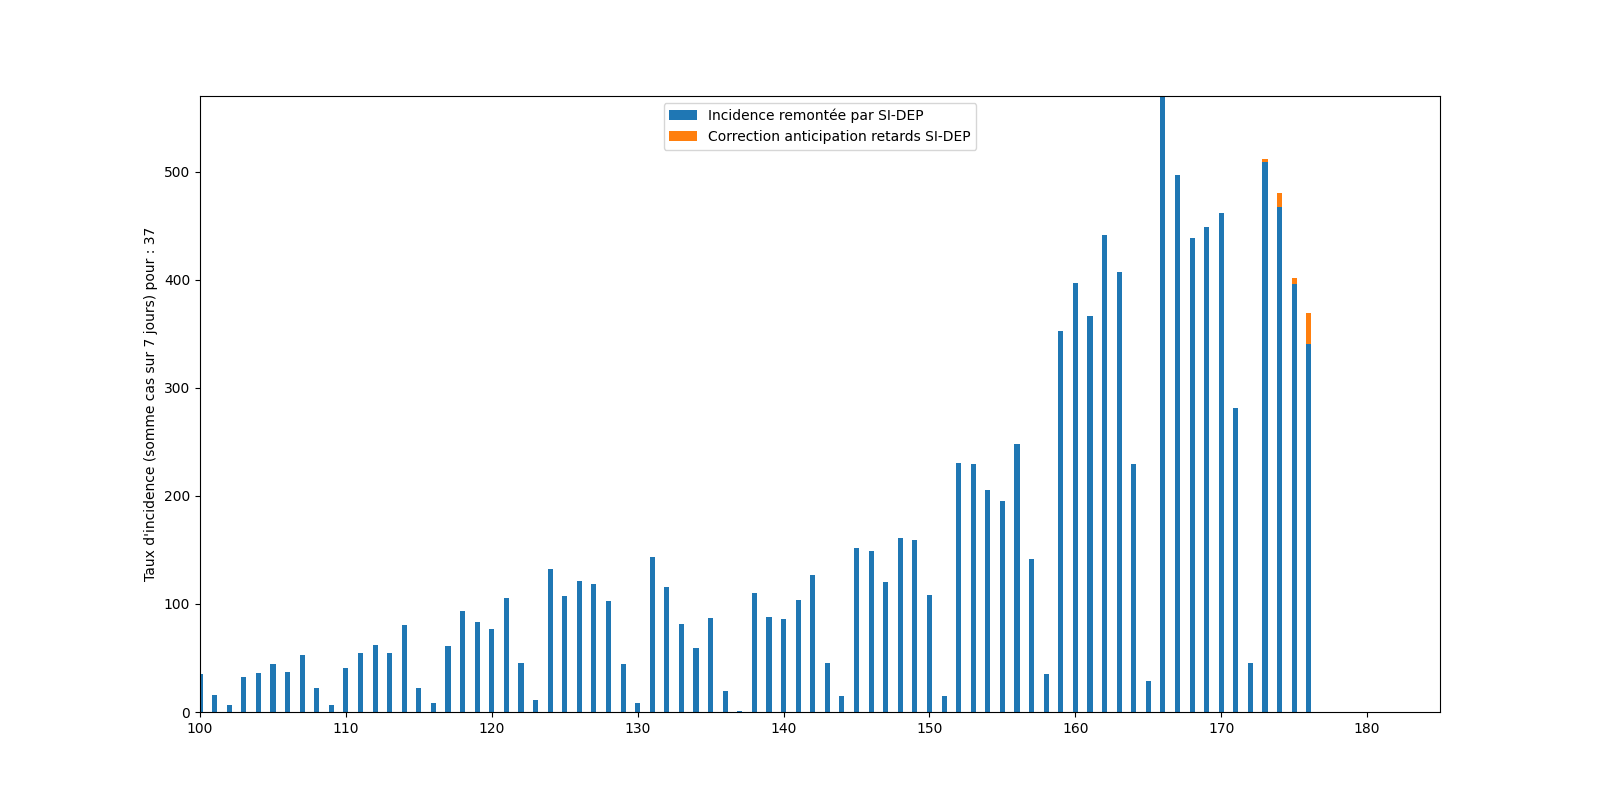 Incidence remontée par SI-DEP
Correction anticipation retards SI-DEP
Taux d'incidence (somme cas sur 7 jours) pour : 37
500
400
300
200
100
0
100 110 120 130 140 150 160 170 180